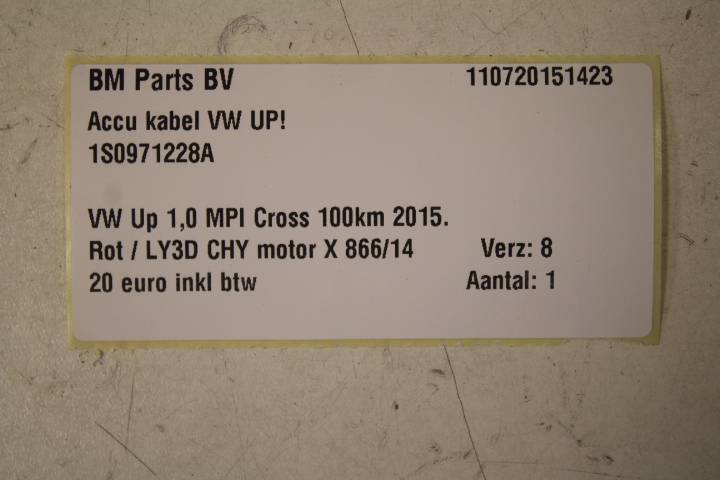 BM Parts BV 110720151423
Accu kabel VW UP!
1S0971228A
VW Up 1,0 MPI Cross 100km 2015.
Rot / LY3D CHY motor X 866/14 Verz: 8
20 euro inkl btw Aantal: 1